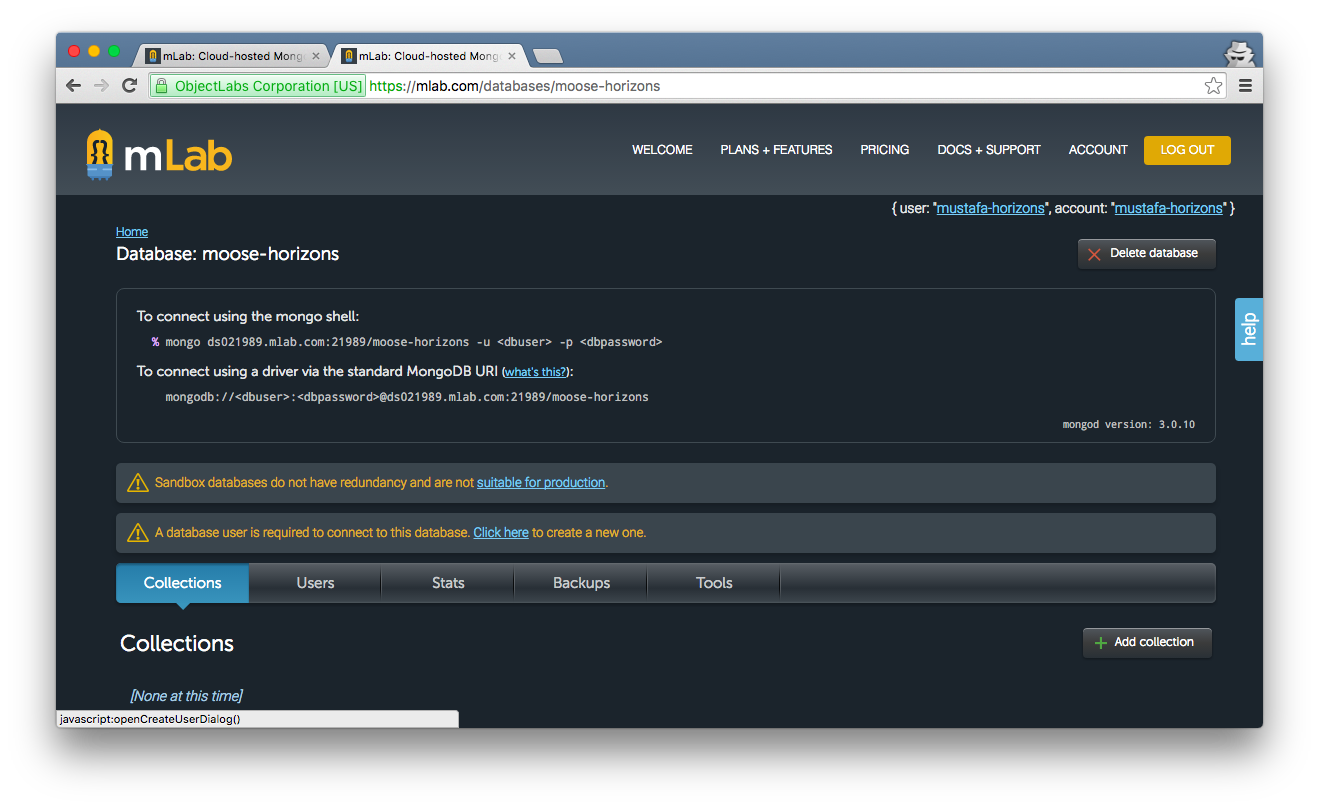 mLab: Cloud-hosted Mong
mLab: Cloud-hosted Mong
ObjectLabs Corporation [US] https://mlab.com/databases/moose-horizons
mLab
WELCOME PLANS + FEATURES PRICING DOCS + SUPPORT ACCOUNT LOG OUT
{ user: "mustafa-horizons", account: "mustafa-horizons" }
Home
Database: moose-horizons
Delete database
help
To connect using the mongo shell:
% mongo ds021989.mlab.com:21989/moose-horizons -u <dbuser> -p <dbpassword>
To connect using a driver via the standard MongoDB URI (what's this?):
mongodb://<dbuser>:<dbpassword>@ds021989.mlab.com:21989/moose-horizons
mongod version: 3.0.10
Sandbox databases do not have redundancy and are not suitable for production.
A database user is required to connect to this database. Click here to create a new one.
Collections Users Stats Backups Tools
Collections
Add collection
[None at this time]
javascript:openCreateUserDialog()